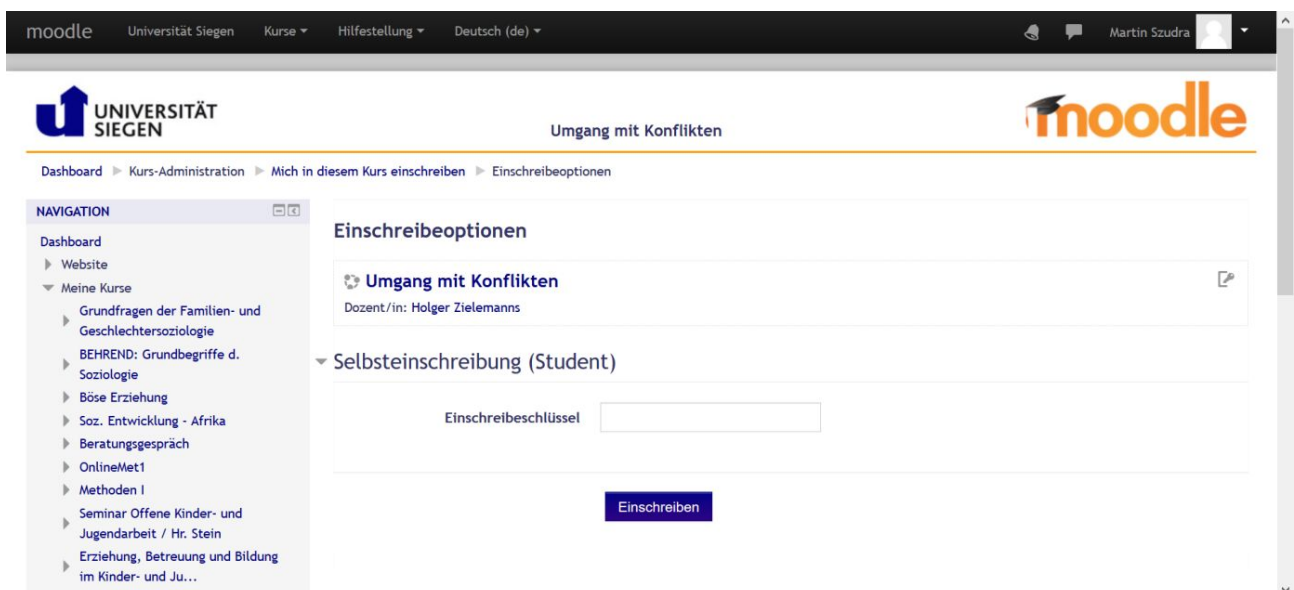 moodle Universität Siegen Kurse Hilfestellung Deutsch (de) Martin Szudra
UNIVERSITÄT
SIEGEN
Umgang mit Konflikten
moodle
Dashboard Kurs-Administration Mich in diesem Kurs einschreiben Einschreibeoptionen
NAVIGATION
Dashboard
Website
Meine Kurse
Grundfragen der Familien- und
Geschlechtersoziologie
BEHREND: Grundbegriffe d.
Soziologie
Böse Erziehung
Soz. Entwicklung - Afrika
Beratungsgespräch
OnlineMet1
Methoden I
Seminar Offene Kinder- und
Jugendarbeit / Hr. Stein
Erziehung, Betreuung und Bildung
im Kinder- und Ju...
Einschreibeoptionen
Umgang mit Konflikten
Dozent/in: Holger Zielemanns
Selbsteinschreibung (Student)
Einschreibeschlüssel
Einschreiben